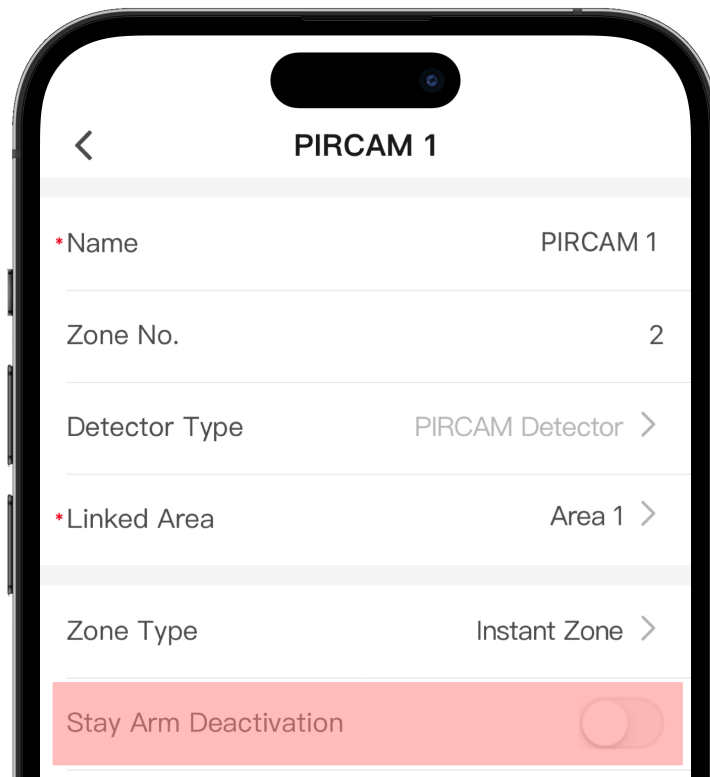 PIRCAM 1
*Name PIRCAM 1
Zone No. 2
Detector Type PIRCAM Detector
*Linked Area Area 1
Zone Type Instant Zone
Stay Arm Deactivation